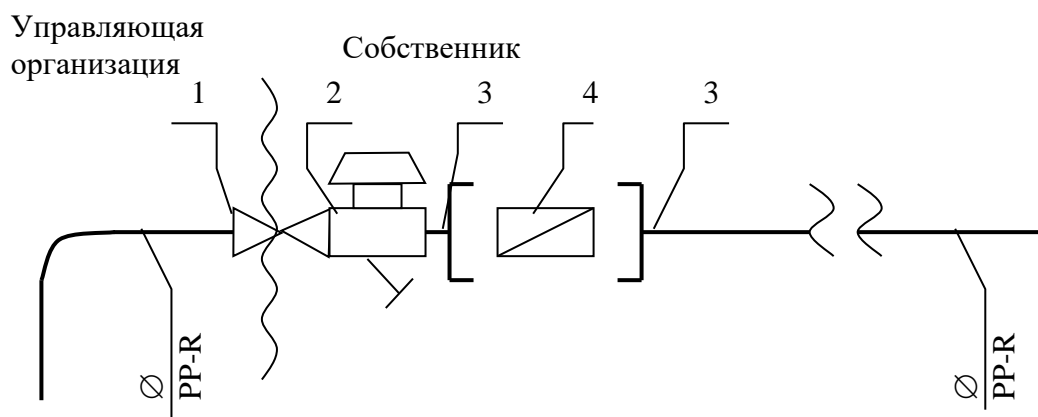 Управляющая
организация
Собственник
1
2
3
4
3
∅
PP-R
∅
PP-R